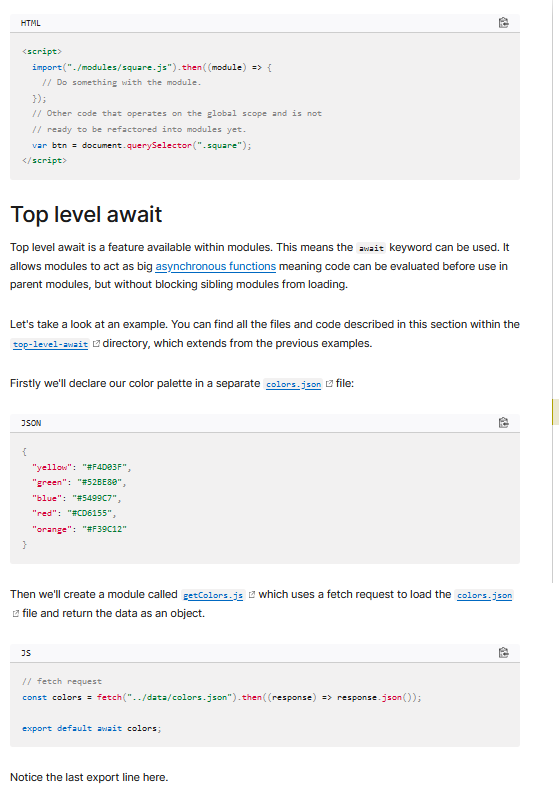 HTML
<script>
import("./modules/square.js").then((module) => {
// Do something with the module.
});
// Other code that operates on the global scope and is not
// ready to be refactored into modules yet.
var btn = document.querySelector(".square");
</script>
Top level await
Top level await is a feature available within modules. This means the await keyword can be used. It
allows modules to act as big asynchronous functions meaning code can be evaluated before use in
parent modules, but without blocking sibling modules from loading.
Let's take a look at an example. You can find all the files and code described in this section within the
top-level-await directory, which extends from the previous examples.
Firstly we'll declare our color palette in a separate colors.json file:
JSON
{
"yellow": "#F4D03F",
"green": "#52BE80",
"blue": "#5499C7",
"red": "#CD6155",
"orange": "#F39C12"
}
Then we'll create a module called getColors.js which uses a fetch request to load the colors.json
file and return the data as an object.
JS
// fetch request
const colors = fetch("../data/colors.json").then((response) => response.json());
export default await colors;
Notice the last export line here.